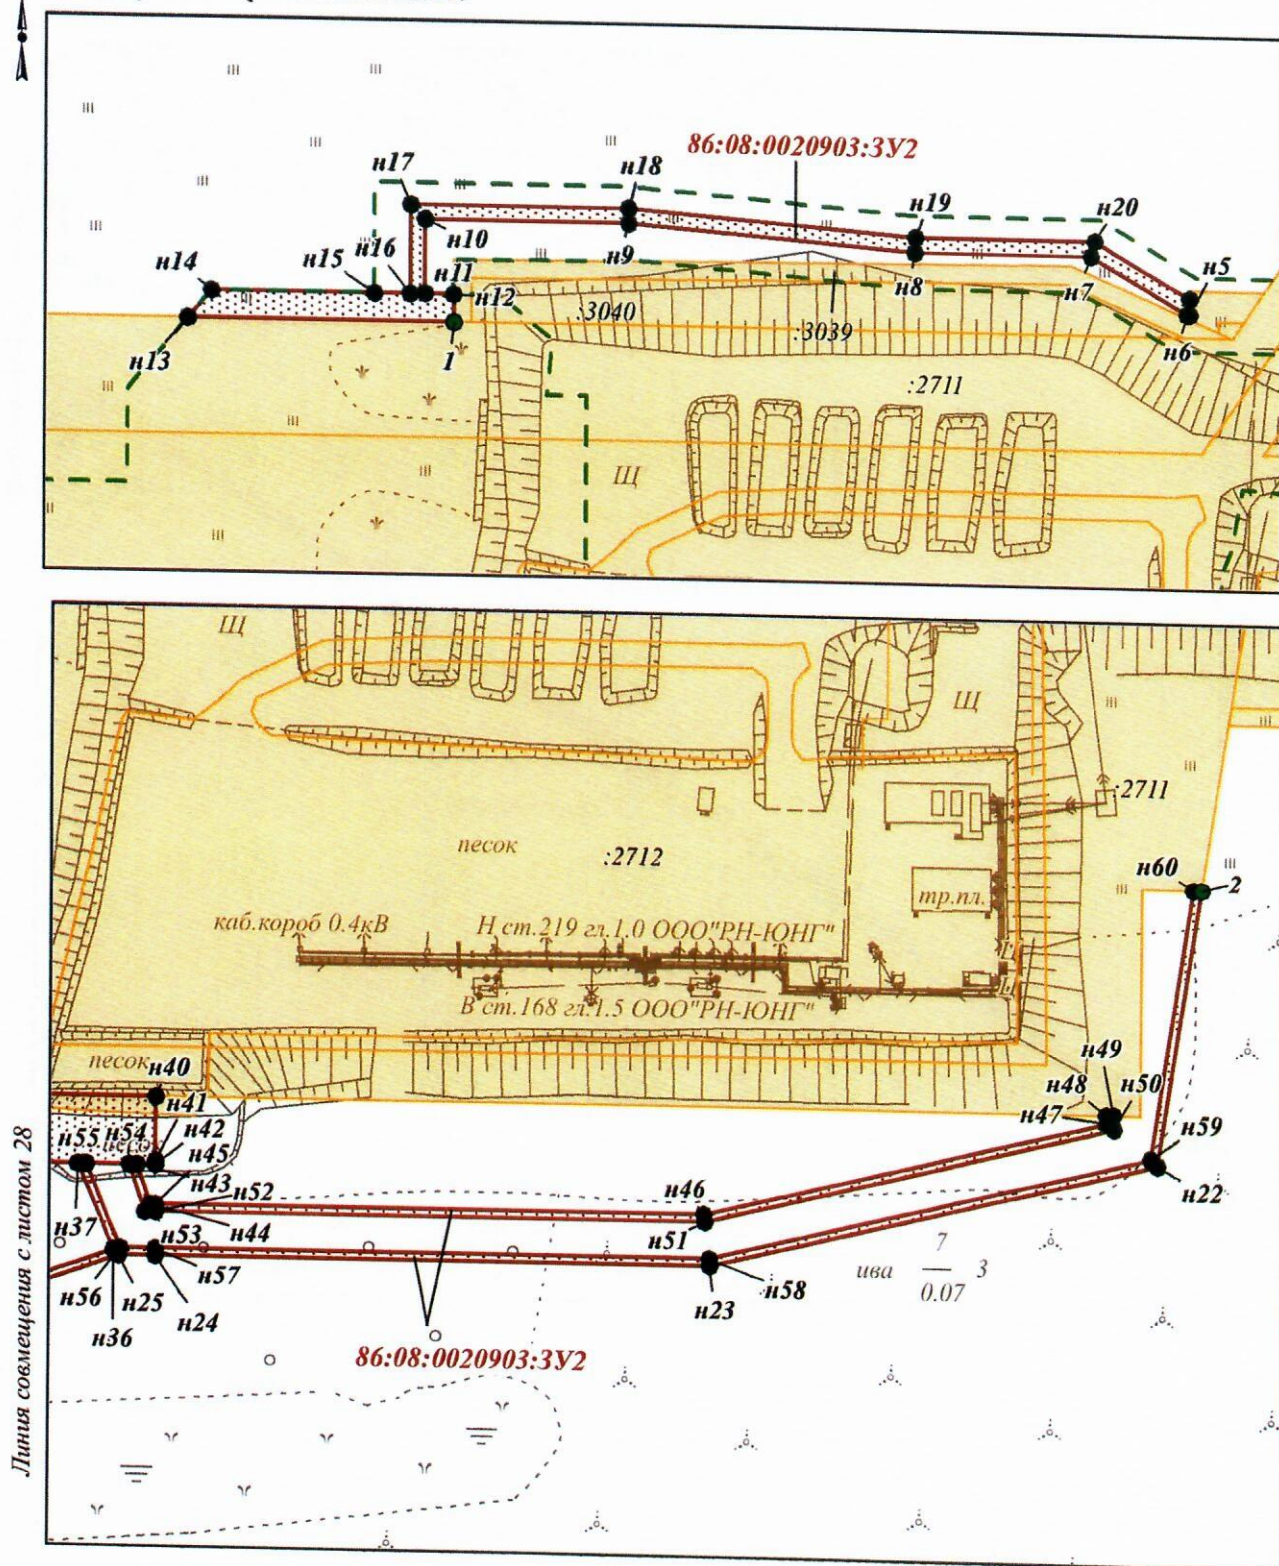 86:08:0020903:ЗУ2
н17
н18
н19
н20
н10
н9
н14
н15
н16
н11
н12
н8
н7
н5
н13
1
:3040
:3039
н6
:2711
Щ
Щ
Щ
:2711
песок
:2712
н60
2
тр.пл.
каб.короб 0.4кВ
Н ст.219 гл.1.0 ООО"РН-ЮНГ"
В ст.168 гл.1.5 ООО"РН-ЮНГ"
песок
н40
н41
н42
н45
н55
н54
н49
н48
н50
н47
н59
н22
н43
н52
н46
н37
н44
н51
н53
н57
н58
н56
н25
н24
н23
н36
ива 7 3
0.07
86:08:0020903:ЗУ2
Линия совмещения с листом 28